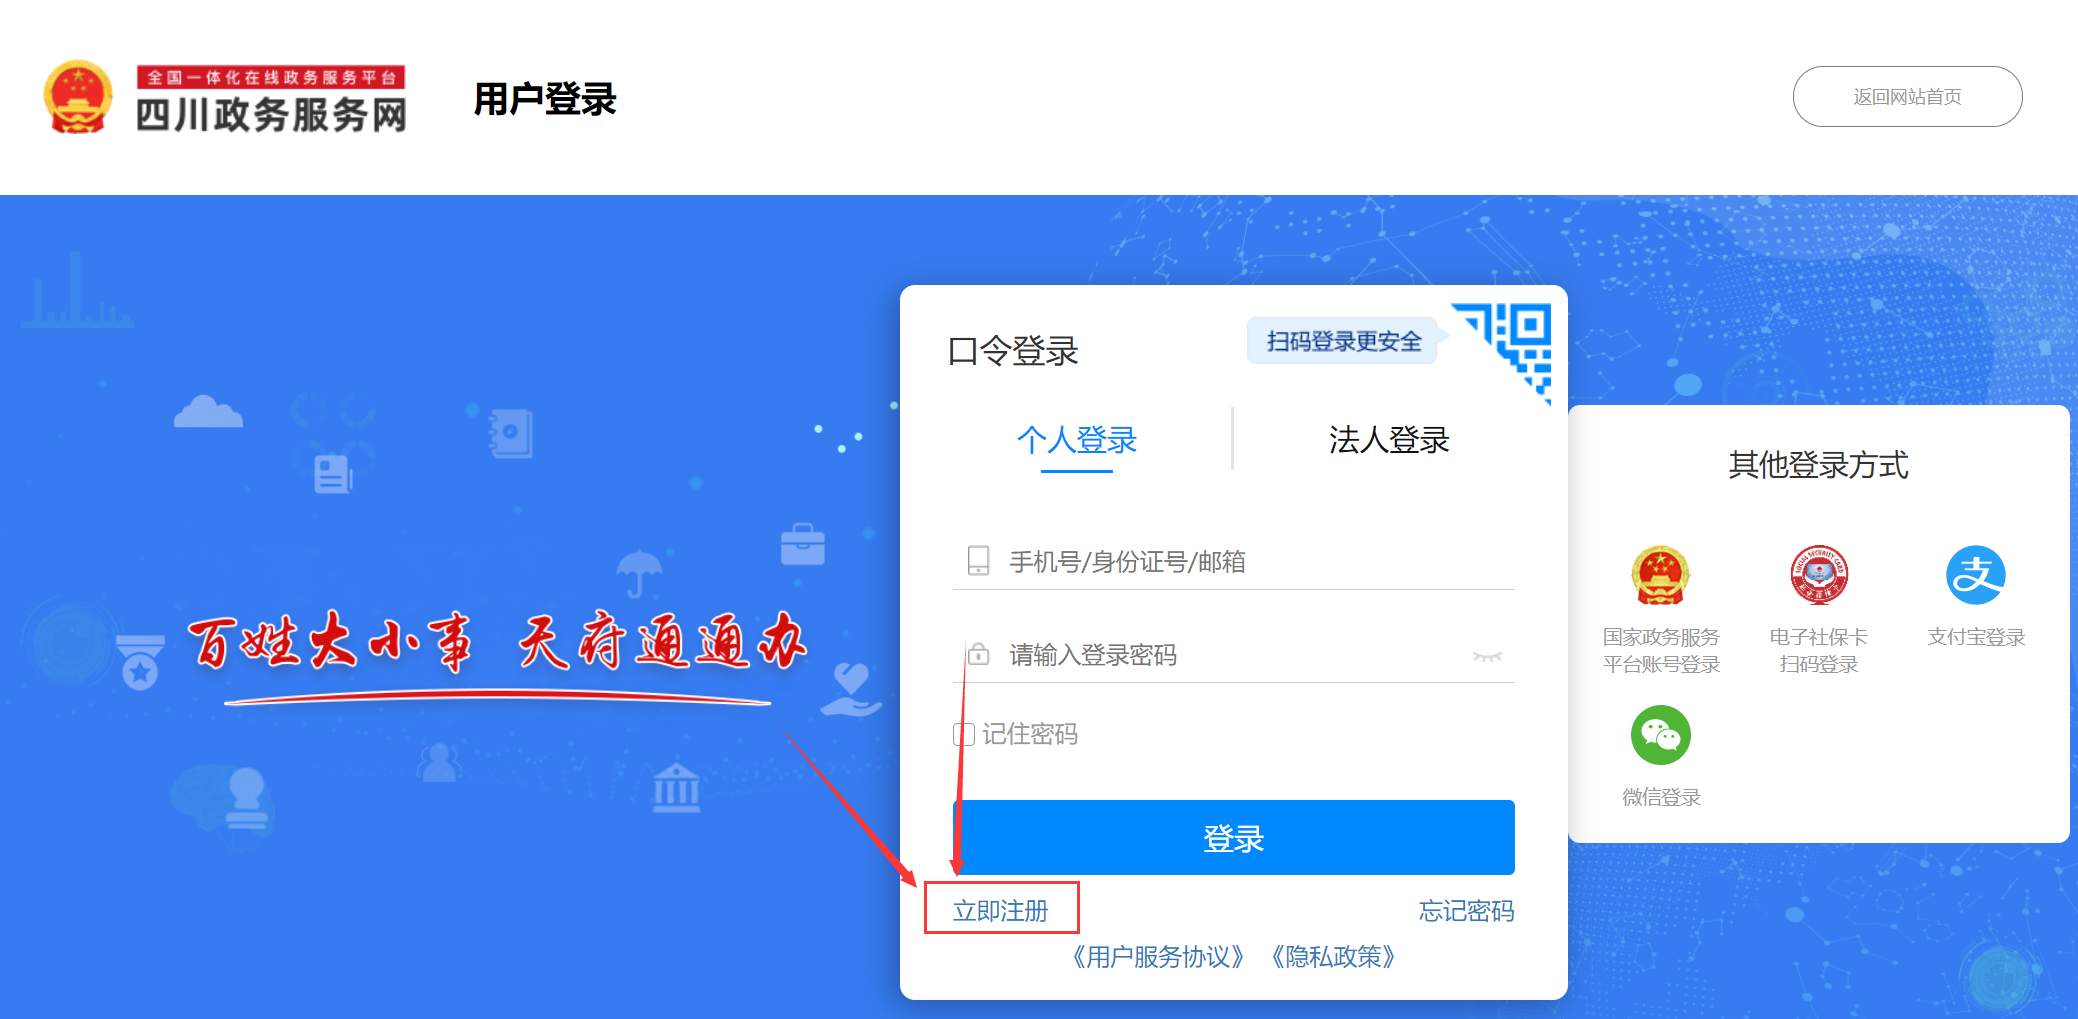 全国一体化在线政务服务平台
四川政务服务网
用户登录
返回网站首页
口令登录
扫码登录更安全
个人登录
法人登录
手机号/身份证号/邮箱
请输入登录密码
记住密码
登录
立即注册
忘记密码
《用户服务协议》 《隐私政策》
百姓大小事 天府通通办
其他登录方式
国家政务服务
平台账号登录
电子社保卡
扫码登录
支付宝登录
微信登录
支
SOCIAL SECURITY CARD